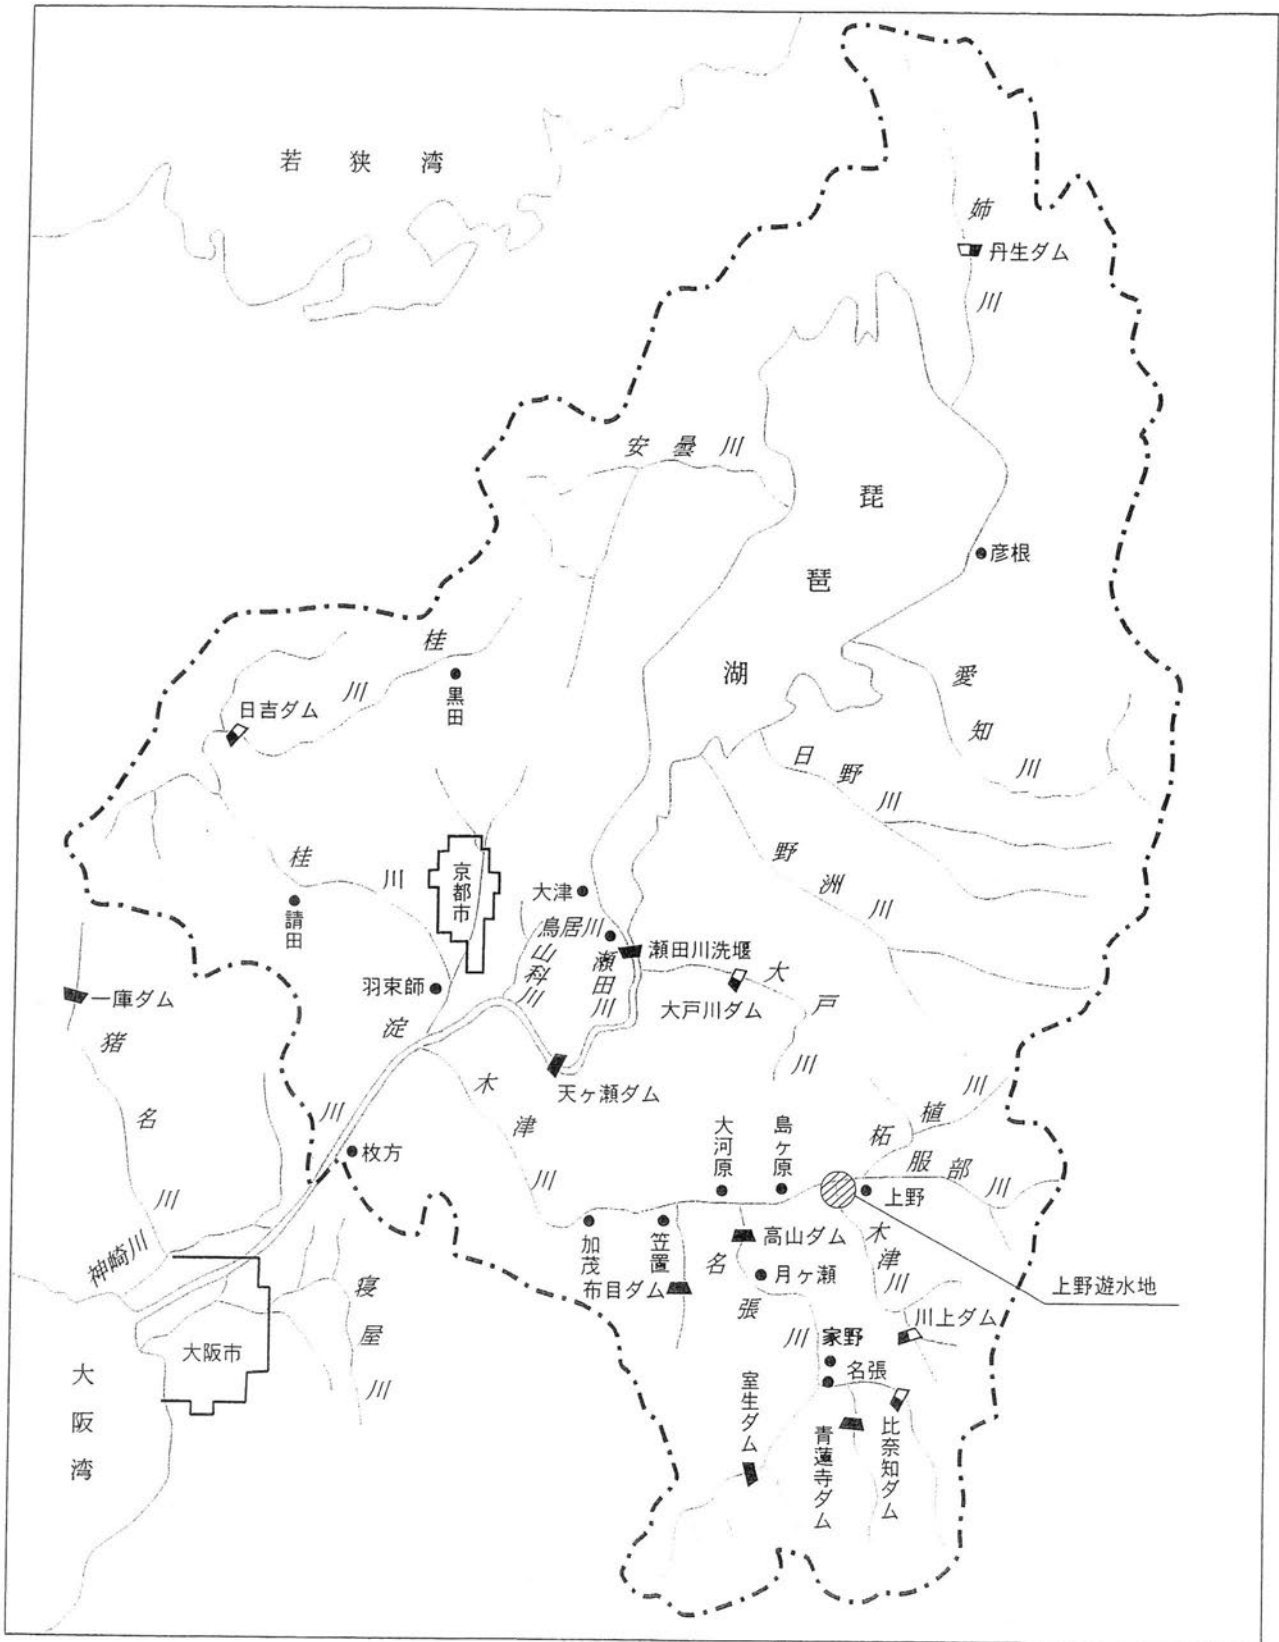 若狭湾
姉川
丹生ダム
安曇川
琵琶湖
彦根
桂川
黒田
日吉ダム
愛知川
日野川
野洲川
桂川
京都市
請田
大津
鳥居川
山科川
瀬田川
瀬田川洗堰
大戸川
大戸川ダム
羽束師
一庫ダム
猪名川
淀川
天ヶ瀬ダム
木津川
枚方
大河原
島ヶ原
柘植川
服部川
上野
加茂
笠置
高山ダム
木津川
神崎川
布目ダム
名張川
月ヶ瀬
上野遊水地
川上ダム
寝屋川
大阪市
家野
名張
大阪湾
室生ダム
青蓮寺ダム
比奈知ダム